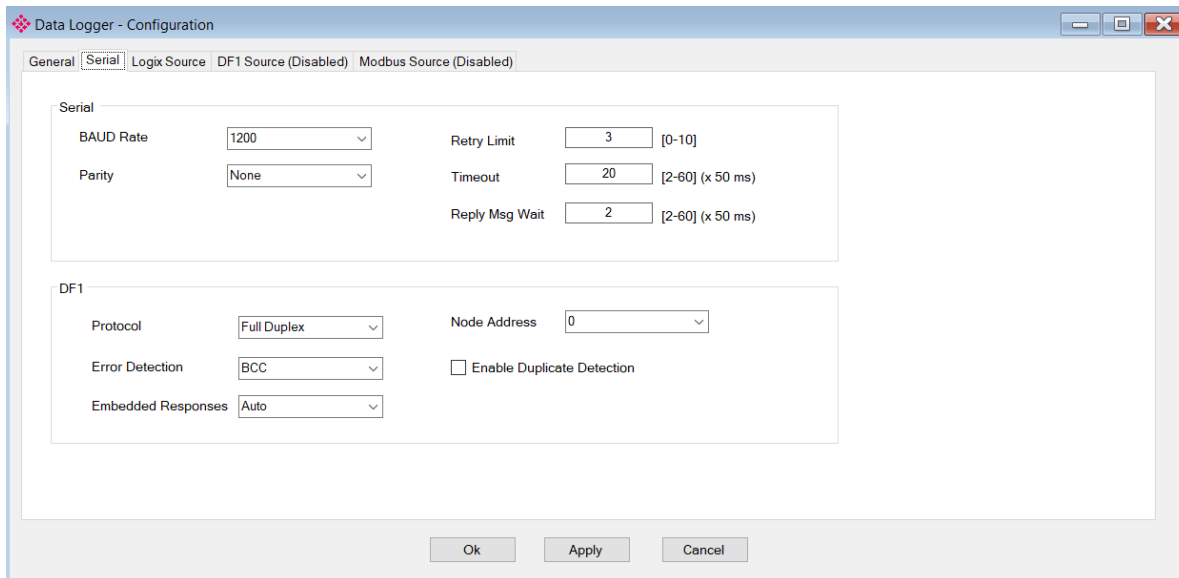 Data Logger - Configuration
General Serial Logix Source DF1 Source (Disabled) Modbus Source (Disabled)
Serial
BAUD Rate 1200
Retry Limit 3 [0-10]
Parity None
Timeout 20 [2-60] (x 50 ms)
Reply Msg Wait 2 [2-60] (x 50 ms)
DF1
Protocol Full Duplex
Node Address 0
Error Detection BCC
Enable Duplicate Detection
Embedded Responses Auto
Ok Apply Cancel